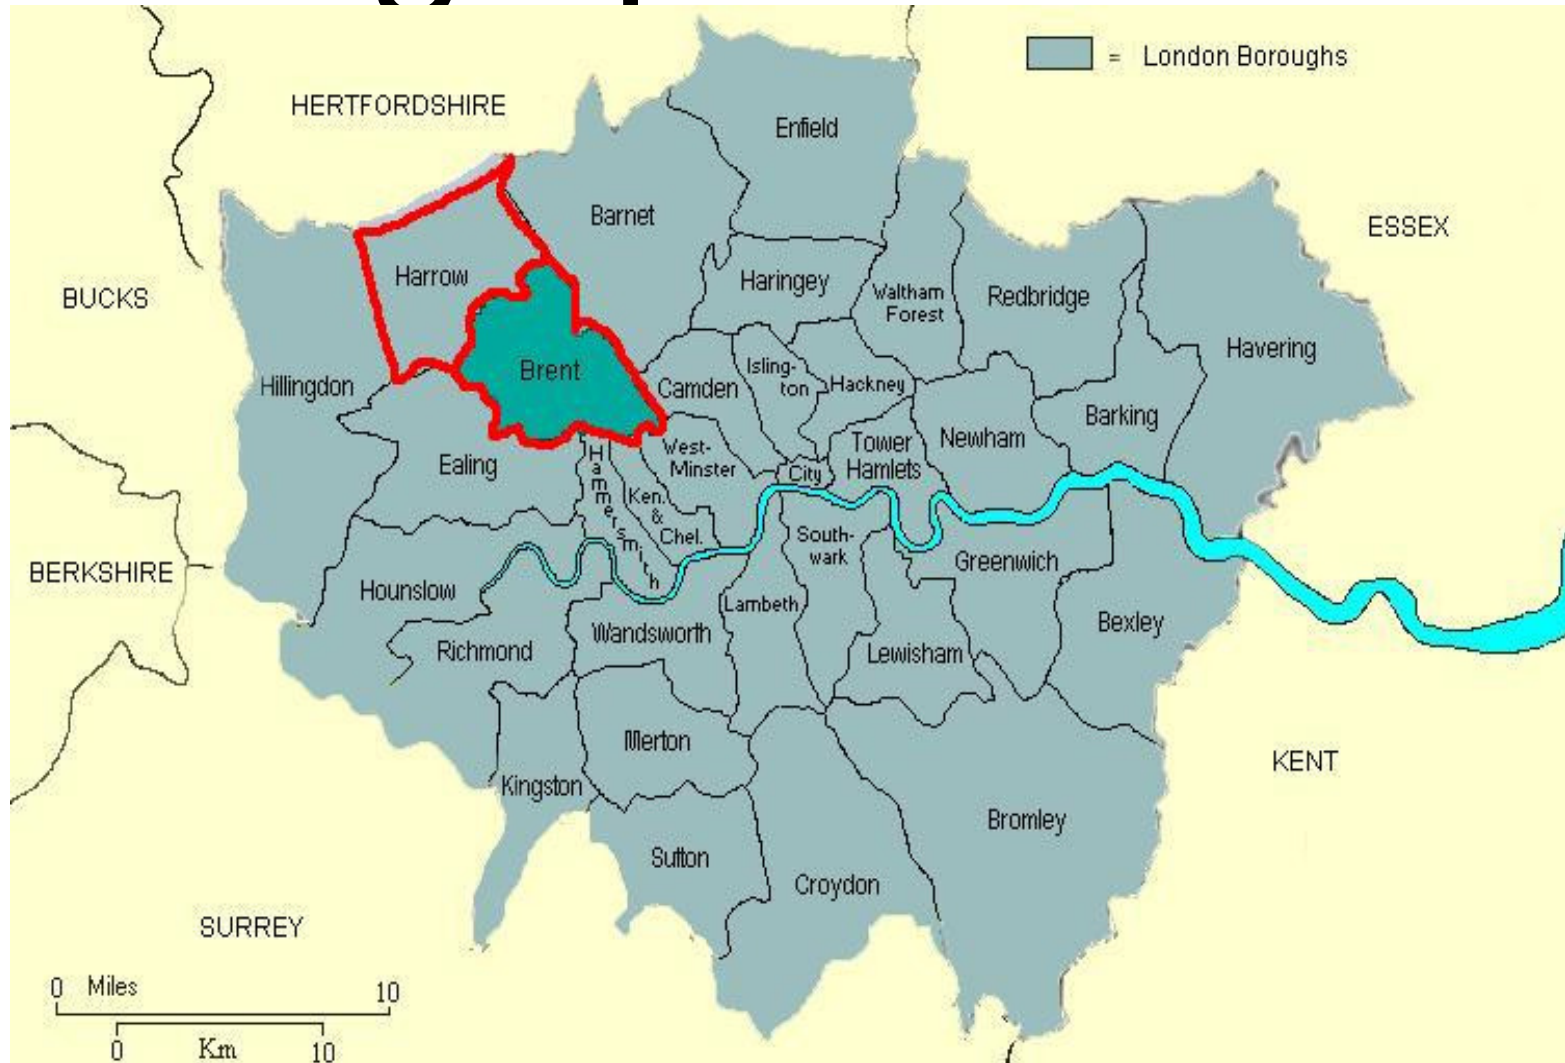 = London Boroughs
HERTFORDSHIRE
Enfield
Barnet
ESSEX
Harrow
Haringey
Waltham
Forest
Redbridge
BUCKS
Havering
Brent
Hillingdon
Camden
Isling-
ton
Hackney
Barking
Newham
Tower
Hamlets
Ealing
West-
Minster
City
Hammersmith
Ken.
&
Chel.
South-
wark
Greenwich
BERKSHIRE
Hounslow
Lambeth
Bexley
Wandsworth
Richmond
Lewisham
Merton
KENT
Kingston
Bromley
Sutton
Croydon
SURREY
0 Miles 10
0 Km 10